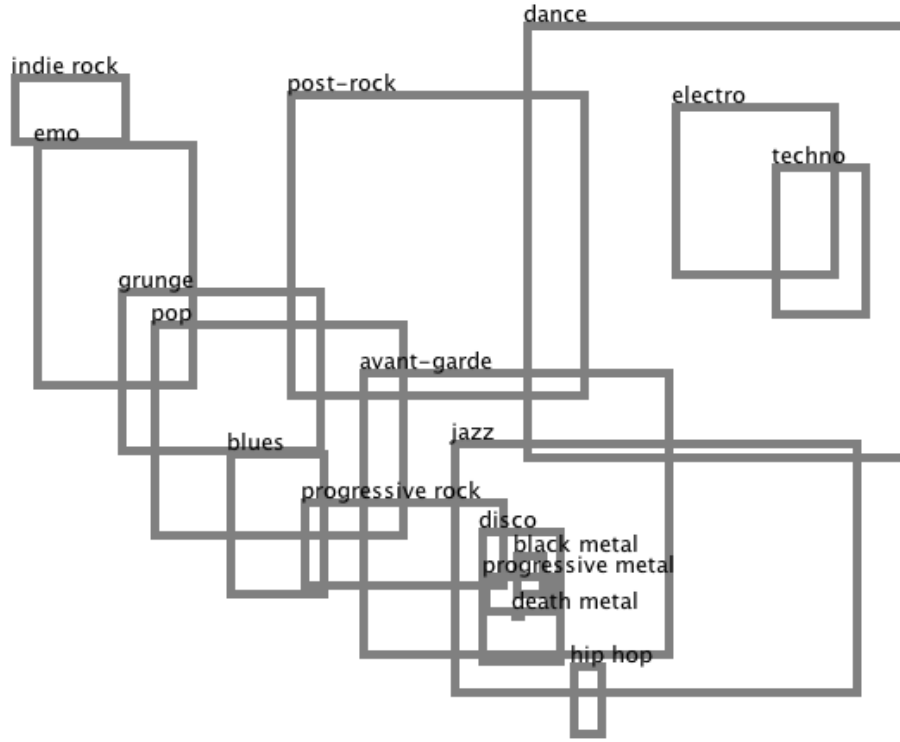 dance
indie rock
post-rock
electro
emo
techno
grunge
pop
avant-garde
jazz
blues
progressive rock
disco
black metal
progressive metal
death metal
hip hop